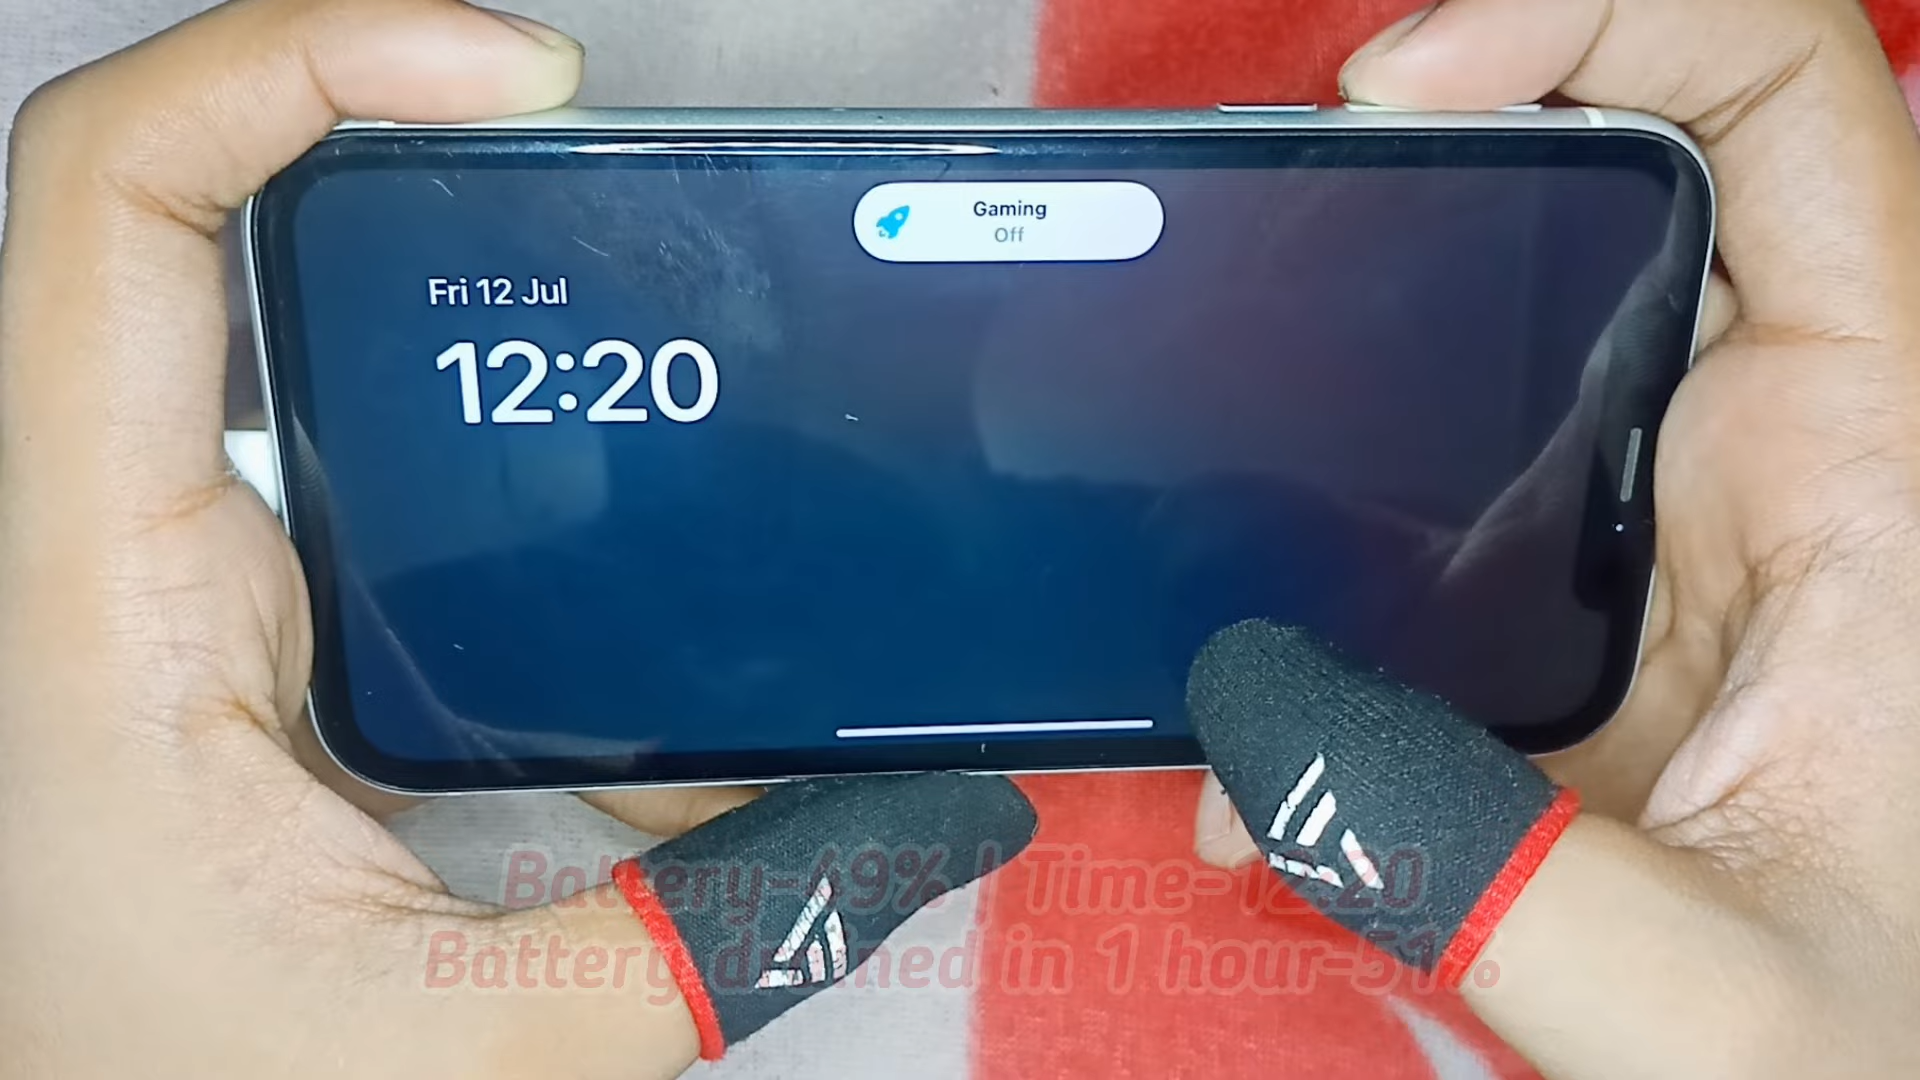 Gaming
Off
Fri 12 Jul
12:20
Battery-49% | Time-12:20
Battery drained in 1 hour-51%